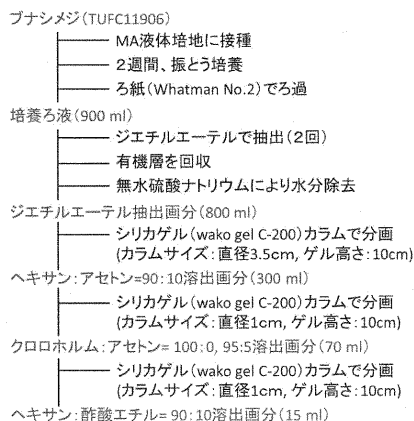 ブナシメジ(TUFC11906)
MA液体培地に接種
２週間、振とう培養
ろ紙(Whatman No.2)でろ過
培養ろ液(900 ml)
ジエチルエーテルで抽出(２回)
有機層を回収
無水硫酸ナトリウムにより水分除去
ジエチルエーテル抽出画分(800 ml)
シリカゲル(wako gel C-200)カラムで分画
(カラムサイズ:直径3.5cm, ゲル高さ:10cm)
ヘキサン:アセトン=90:10溶出画分(300 ml)
シリカゲル(wako gel C-200)カラムで分画
(カラムサイズ:直径1cm, ゲル高さ:10cm)
クロロホルム:アセトン= 100:0, 95:5溶出画分(70 ml)
シリカゲル(wako gel C-200)カラムで分画
(カラムサイズ:直径1cm, ゲル高さ:10cm)
ヘキサン:酢酸エチル= 90:10溶出画分(15 ml)